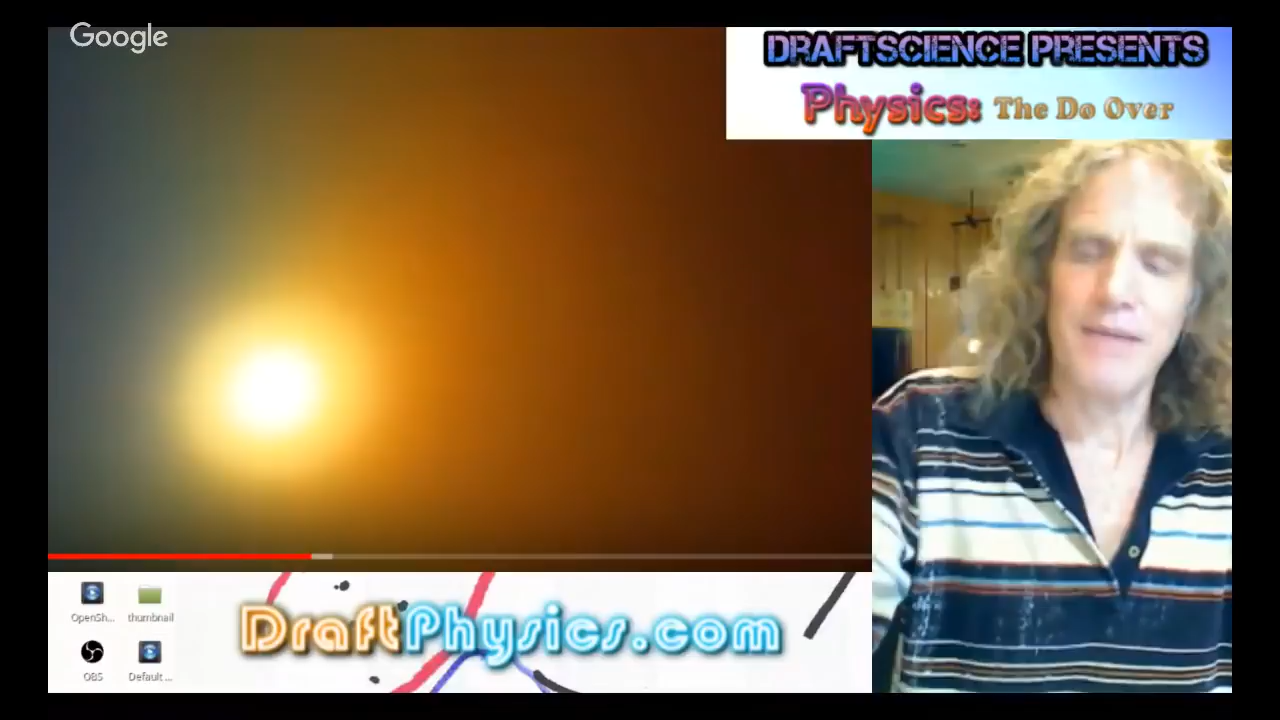 Google
DRAFTSCIENCE PRESENTS
Physics: The Do Over
OpenSh... thumbnail
DraftPhysics.com
OBS Default ...